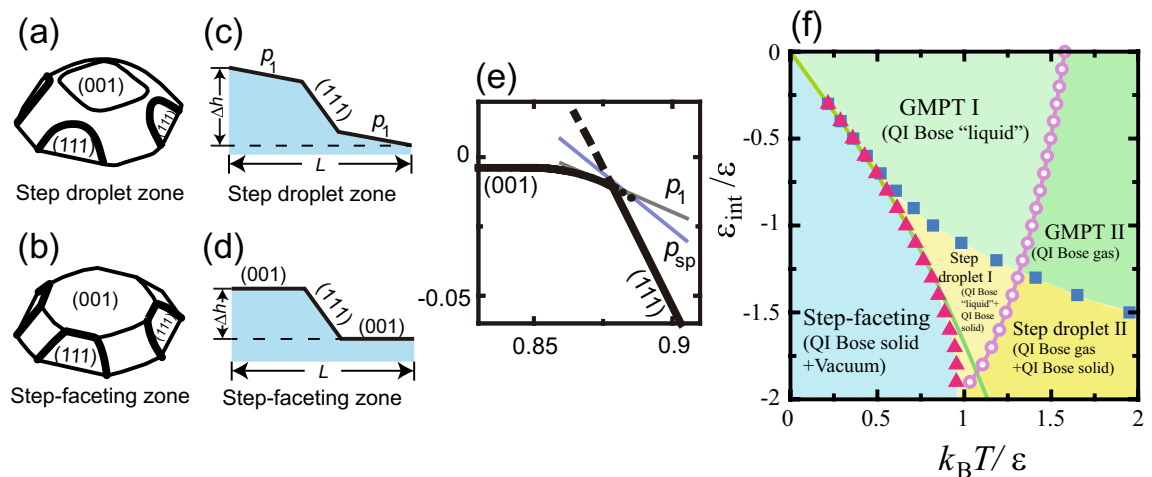 (a)
(001)
(111)
(111)
Step droplet zone
(b)
(001)
(111)
(111)
Step-faceting zone
(c)
p1
(111)
p1
Δh
L
Step droplet zone
(d)
(001)
(111)
(001)
Δh
L
Step-faceting zone
(e)
0
-0.05
(001)
p1
psp
(111)
0.85
0.9
(f)
0
-0.5
-1
-1.5
-2
εint/ε
GMPT I
(QI Bose “liquid”)
GMPT II
(QI Bose gas)
Step
droplet I
(QI Bose
“liquid”+
QI Bose
solid)
Step-faceting
(QI Bose solid
+Vacuum)
Step droplet II
(QI Bose gas
+QI Bose solid)
0
0.5
1
1.5
2
kBT/ ε